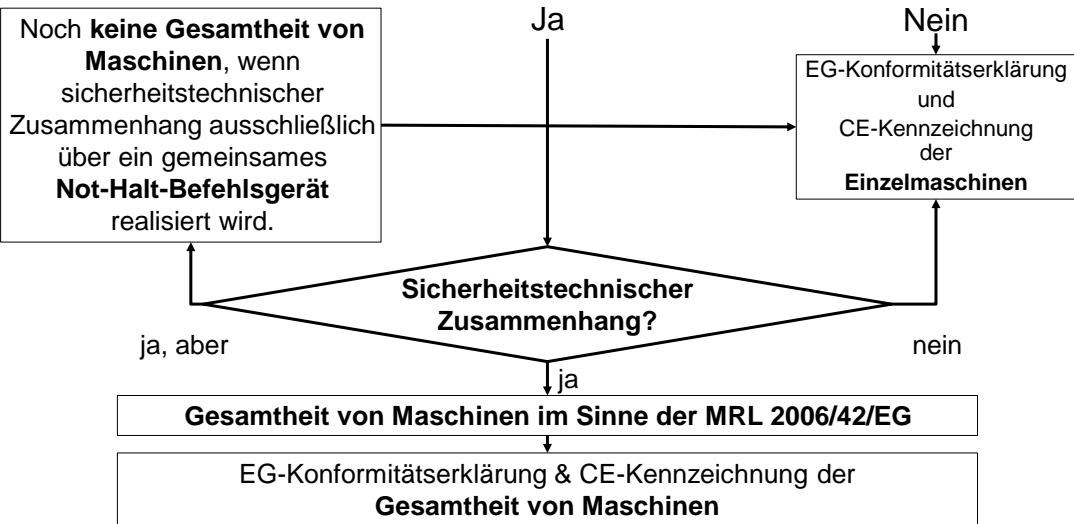 Noch keine Gesamtheit von
Maschinen, wenn
sicherheitstechnischer
Zusammenhang ausschließlich
über ein gemeinsames
Not-Halt-Befehlsgerät
realisiert wird.
Ja
Nein
EG-Konformitätserklärung
und
CE-Kennzeichnung
der
Einzelmaschinen
Sicherheitstechnischer
Zusammenhang?
ja, aber
nein
ja
Gesamtheit von Maschinen im Sinne der MRL 2006/42/EG
EG-Konformitätserklärung & CE-Kennzeichnung der
Gesamtheit von Maschinen